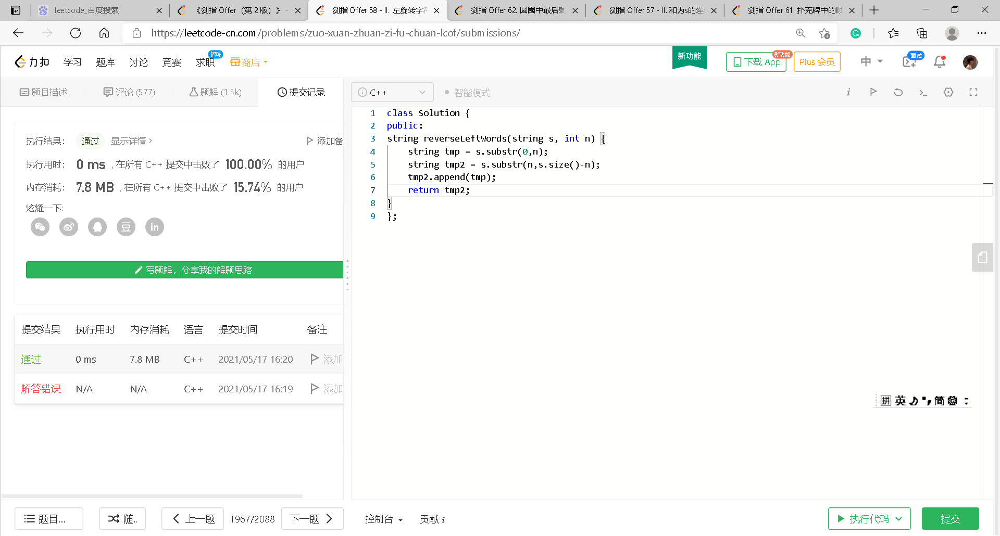 leetcode_百度搜索
《剑指 Offer（第 2 版）》 -
剑指 Offer 58 - II. 左旋转字符
剑指 Offer 62. 圆圈中最后剩
剑指 Offer 57 - II. 和为s的连续
剑指 Offer 61. 扑克牌中的顺
https://leetcode-cn.com/problems/zuo-xuan-zhuan-zi-fu-chuan-lcof/submissions/
力扣 学习 题库 讨论 竞赛 求职 招聘 商店
新功能 下载 App 新功能 Plus 会员 中 面试
题目描述 评论 (577) 题解 (1.5k) 提交记录
C++ 智能模式
执行结果： 通过 显示详情 › 添加备
执行用时： 0 ms , 在所有 C++ 提交中击败了 100.00% 的用户
内存消耗： 7.8 MB , 在所有 C++ 提交中击败了 15.74% 的用户
炫耀一下:
豆 in
写题解，分享我的解题思路
提交结果 执行用时 内存消耗 语言 提交时间 备注
通过 0 ms 7.8 MB C++ 2021/05/17 16:20 添加
解答错误 N/A N/A C++ 2021/05/17 16:19 添加
1 class Solution {
2 public:
3 string reverseLeftWords(string s, int n) {
4 string tmp = s.substr(0,n);
5 string tmp2 = s.substr(n,s.size()-n);
6 tmp2.append(tmp);
7 return tmp2;
8 }
9 };
拼 英 简
题目... 随.. 上一题 1967/2088 下一题 控制台 贡献 i 执行代码 提交